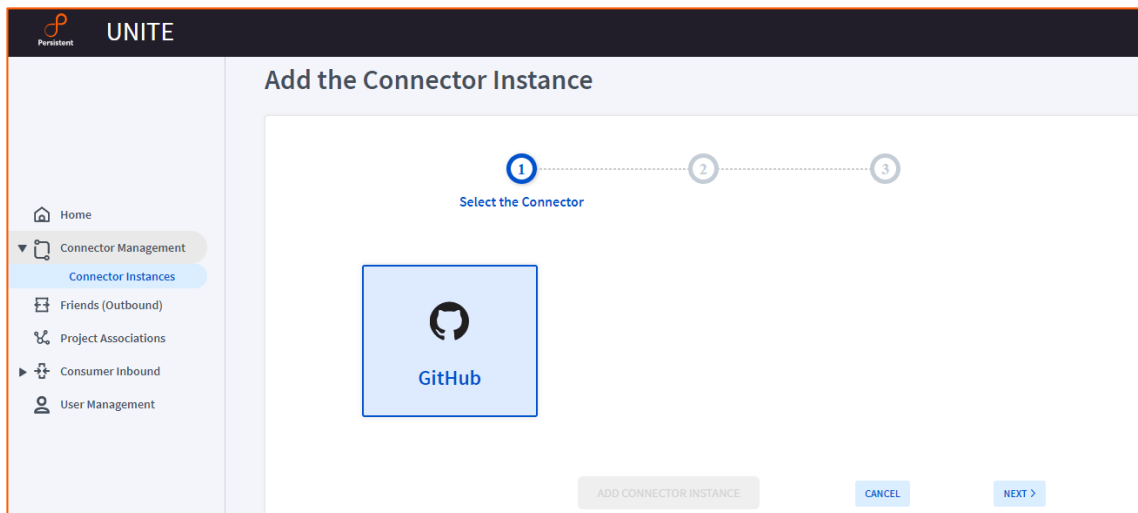 Persistent
UNITE
Add the Connector Instance
1
2
3
Select the Connector
Home
Connector Management
Connector Instances
Friends (Outbound)
Project Associations
Consumer Inbound
User Management
GitHub
ADD CONNECTOR INSTANCE
CANCEL
NEXT >